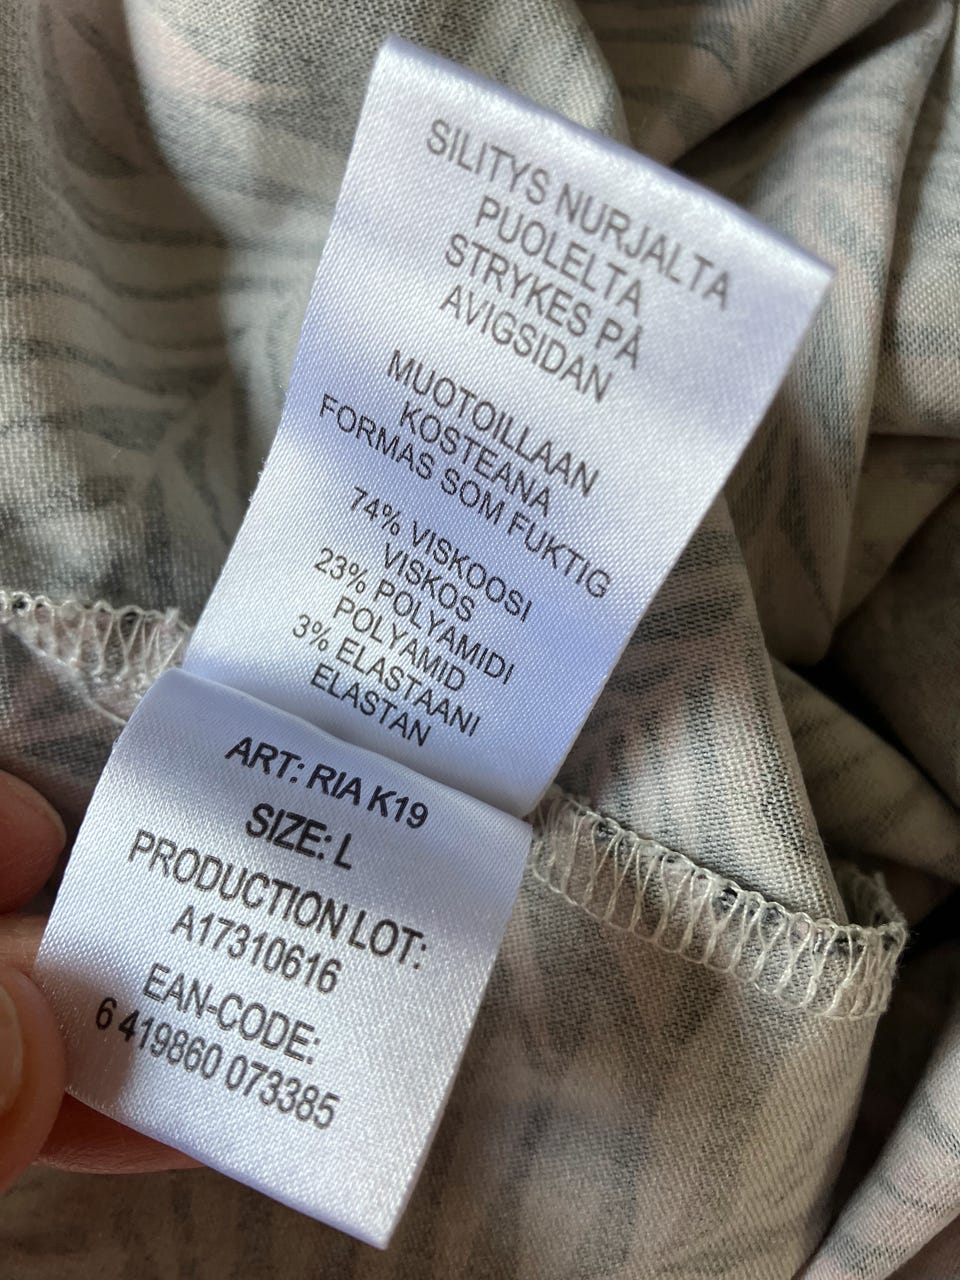 SILITYS NURJALTA
PUOLELTA
STRYKES PÅ
AVIGSIDAN
MUOTOILLAAN
KOSTEANA
FORMAS SOM FUKTIG
74% VISKOOSI
VISKOS
23% POLYAMIDI
POLYAMID
3% ELASTAANI
ELASTAN
ART: RIA K19
SIZE: L
PRODUCTION LOT:
A17310616
EAN-CODE:
6 419860 073385